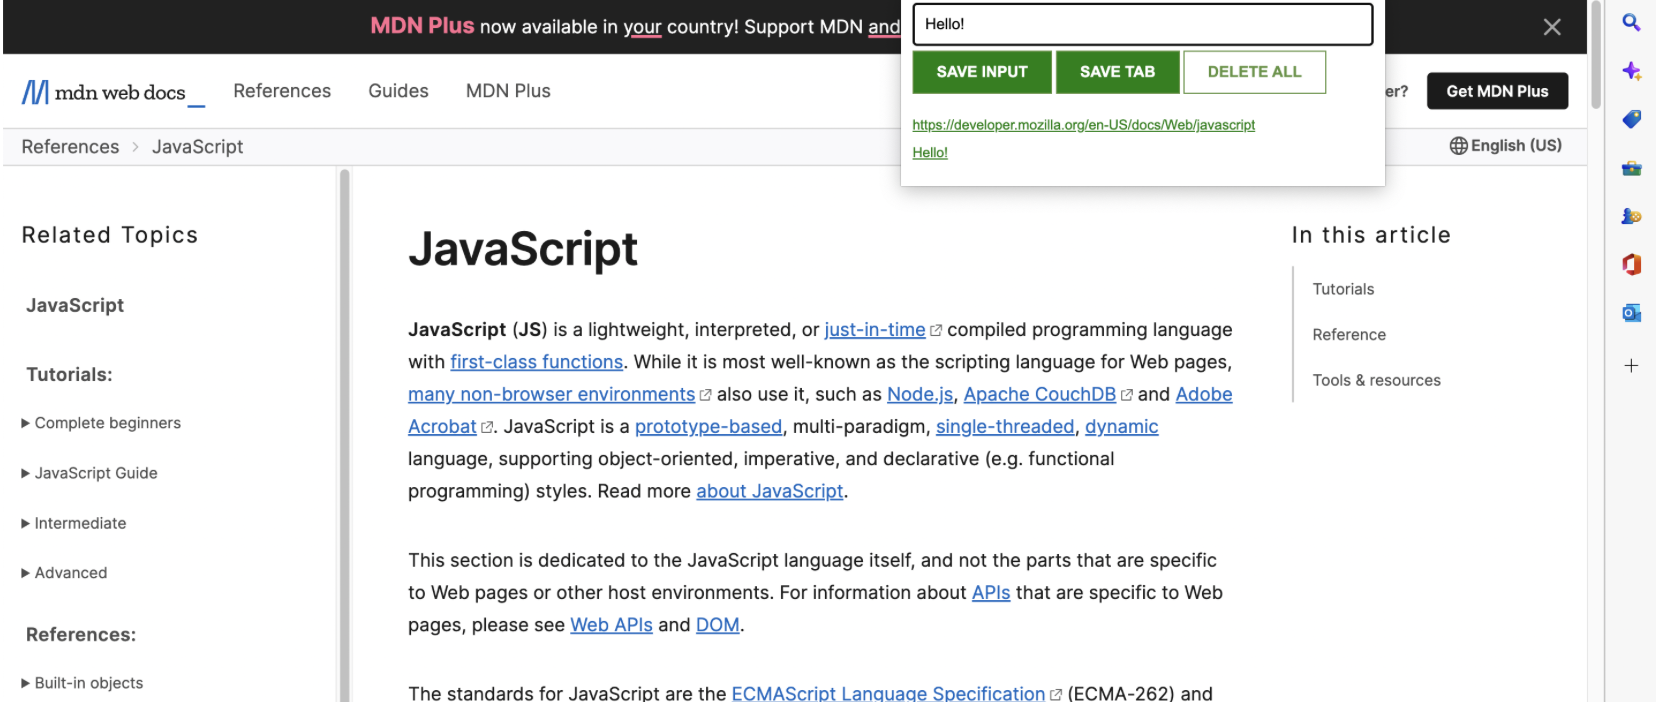 MDN Plus now available in your country! Support MDN and
Hello!
SAVE INPUT
SAVE TAB
DELETE ALL
https://developer.mozilla.org/en-US/docs/Web/javascript
Hello!
mdn web docs_
References
Guides
MDN Plus
er?
Get MDN Plus
References > JavaScript
English (US)
Related Topics
JavaScript
Tutorials:
Complete beginners
JavaScript Guide
Intermediate
Advanced
References:
Built-in objects
JavaScript
JavaScript (JS) is a lightweight, interpreted, or just-in-time compiled programming language
with first-class functions. While it is most well-known as the scripting language for Web pages,
many non-browser environments also use it, such as Node.js, Apache CouchDB and Adobe
Acrobat. JavaScript is a prototype-based, multi-paradigm, single-threaded, dynamic
language, supporting object-oriented, imperative, and declarative (e.g. functional
programming) styles. Read more about JavaScript.
This section is dedicated to the JavaScript language itself, and not the parts that are specific
to Web pages or other host environments. For information about APIs that are specific to Web
pages, please see Web APIs and DOM.
The standards for JavaScript are the ECMAScript Language Specification (ECMA-262) and
In this article
Tutorials
Reference
Tools & resources